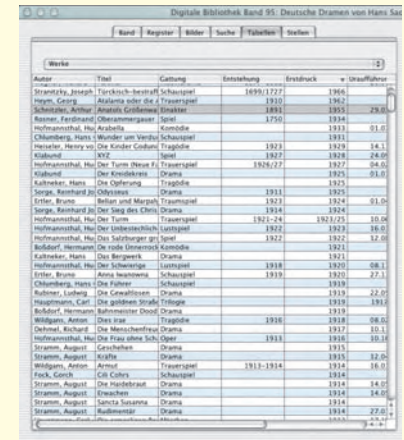 Digitale Bibliothek Band 95: Deutsche Dramen von Hans Sac
Band Register Bilder Suche Tabellen Stellen
Werke
Autor Titel Gattung Entstehung Erstdruck Uraufführun
Stranitzky, Joseph Türckisch-bestraft Schauspiel 1699/1727 1966
Heym, Georg Atalanta oder die A Trauerspiel 1910 1962
Schnitzler, Arthur Anatols Größenwa Einakter 1891 1955 29.0
Rosner, Ferdinand Oberammergauer Spiel 1750 1934
Hofmannsthal, Hu Arabella Komödie 1933 01.0
Chlumberg, Hans Wunder um Verdu Schauspiel 1931
Heiseler, Henry vo Die Kinder Godunò Tragödie 1923 1929 14.1
Klabund XYZ Spiel 1927 1928 24.0
Hofmannsthal, Hu Der Turm (Neue Fa Trauerspiel 1926/27 1927 04.0
Klabund Der Kreidekreis Drama 1925 01.0
Kaltneker, Hans Die Opferung Tragödie 1925
Sorge, Reinhard Jo Odysseus Drama 1911 1925
Ertler, Bruno Belian und Marpal Traumspiel 1923 1924 01.0
Sorge, Reinhard Jo Der Sieg des Chris Drama 1914 1924
Hofmannsthal, Hu Der Turm Trauerspiel 1921-24 1923/25 10.0
Hofmannsthal, Hu Der Unbestechlich Lustspiel 1922 1923 16.0
Hofmannsthal, Hu Das Salzburger gr Spiel 1922 1922 12.0
Boßdorf, Hermann De rode Ünnerrock Komödie 1921
Kaltneker, Hans Das Bergwerk Drama 1921
Hofmannsthal, Hu Der Schwierige Lustspiel 1918 1920 08.1
Ertler, Bruno Anna Iwanowna Schauspiel 1919 1920 27.1
Chlumberg, Hans Die Führer Schauspiel 1919
Rubiner, Ludwig Die Gewaltlosen Drama 1919 22.0
Hauptmann, Carl Die goldnen Straße Trilogie 1919
Boßdorf, Hermann Bahnmeister Dood Drama 1919
Wildgans, Anton Dies irae Tragödie 1916 1918 08.0
Dehmel, Richard Die Menschenfreu Drama 1917 10.1
Hofmannsthal, Hu Die Frau ohne Sch Oper 1913 1916 10.1
Stramm, August Geschehen Drama 1915
Stramm, August Kräfte Drama 1915 12.0
Wildgans, Anton Armut Trauerspiel 1913-1914 1914 16.0
Fock, Gorch Cili Cohrs Schauspiel 1914
Stramm, August Die Haidebraut Drama 1914 14.0
Stramm, August Erwachen Drama 1914 14.0
Stramm, August Sancta Susanna Drama 1914
Stramm, August Rudimentär Drama 1914 27.0